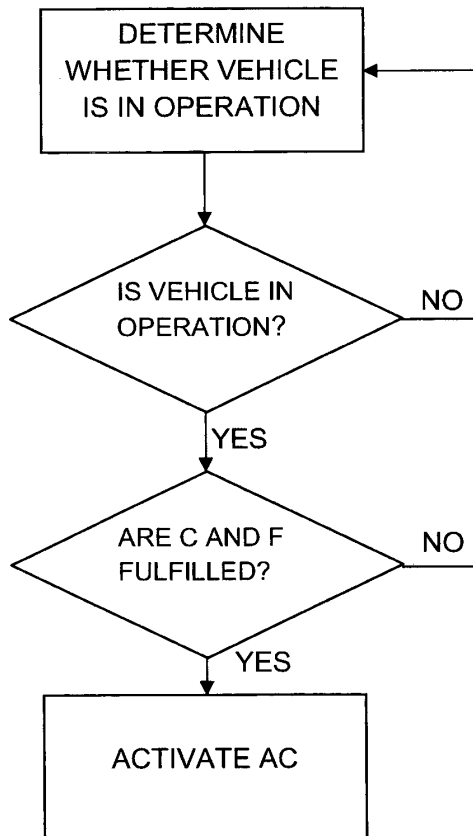 DETERMINE
WHETHER VEHICLE
IS IN OPERATION
IS VEHICLE IN
OPERATION?
NO
YES
ARE C AND F
FULFILLED?
NO
YES
ACTIVATE AC